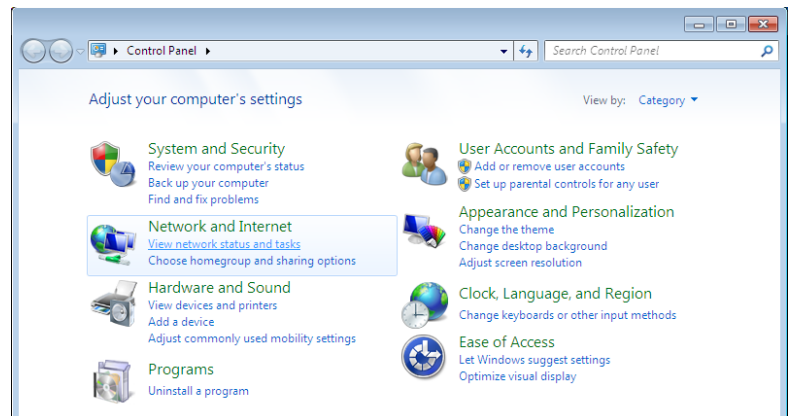 Control Panel
Search Control Panel
Adjust your computer's settings
View by: Category
System and Security
Review your computer's status
Back up your computer
Find and fix problems
Network and Internet
View network status and tasks
Choose homegroup and sharing options
Hardware and Sound
View devices and printers
Add a device
Adjust commonly used mobility settings
Programs
Uninstall a program
User Accounts and Family Safety
Add or remove user accounts
Set up parental controls for any user
Appearance and Personalization
Change the theme
Change desktop background
Adjust screen resolution
Clock, Language, and Region
Change keyboards or other input methods
Ease of Access
Let Windows suggest settings
Optimize visual display